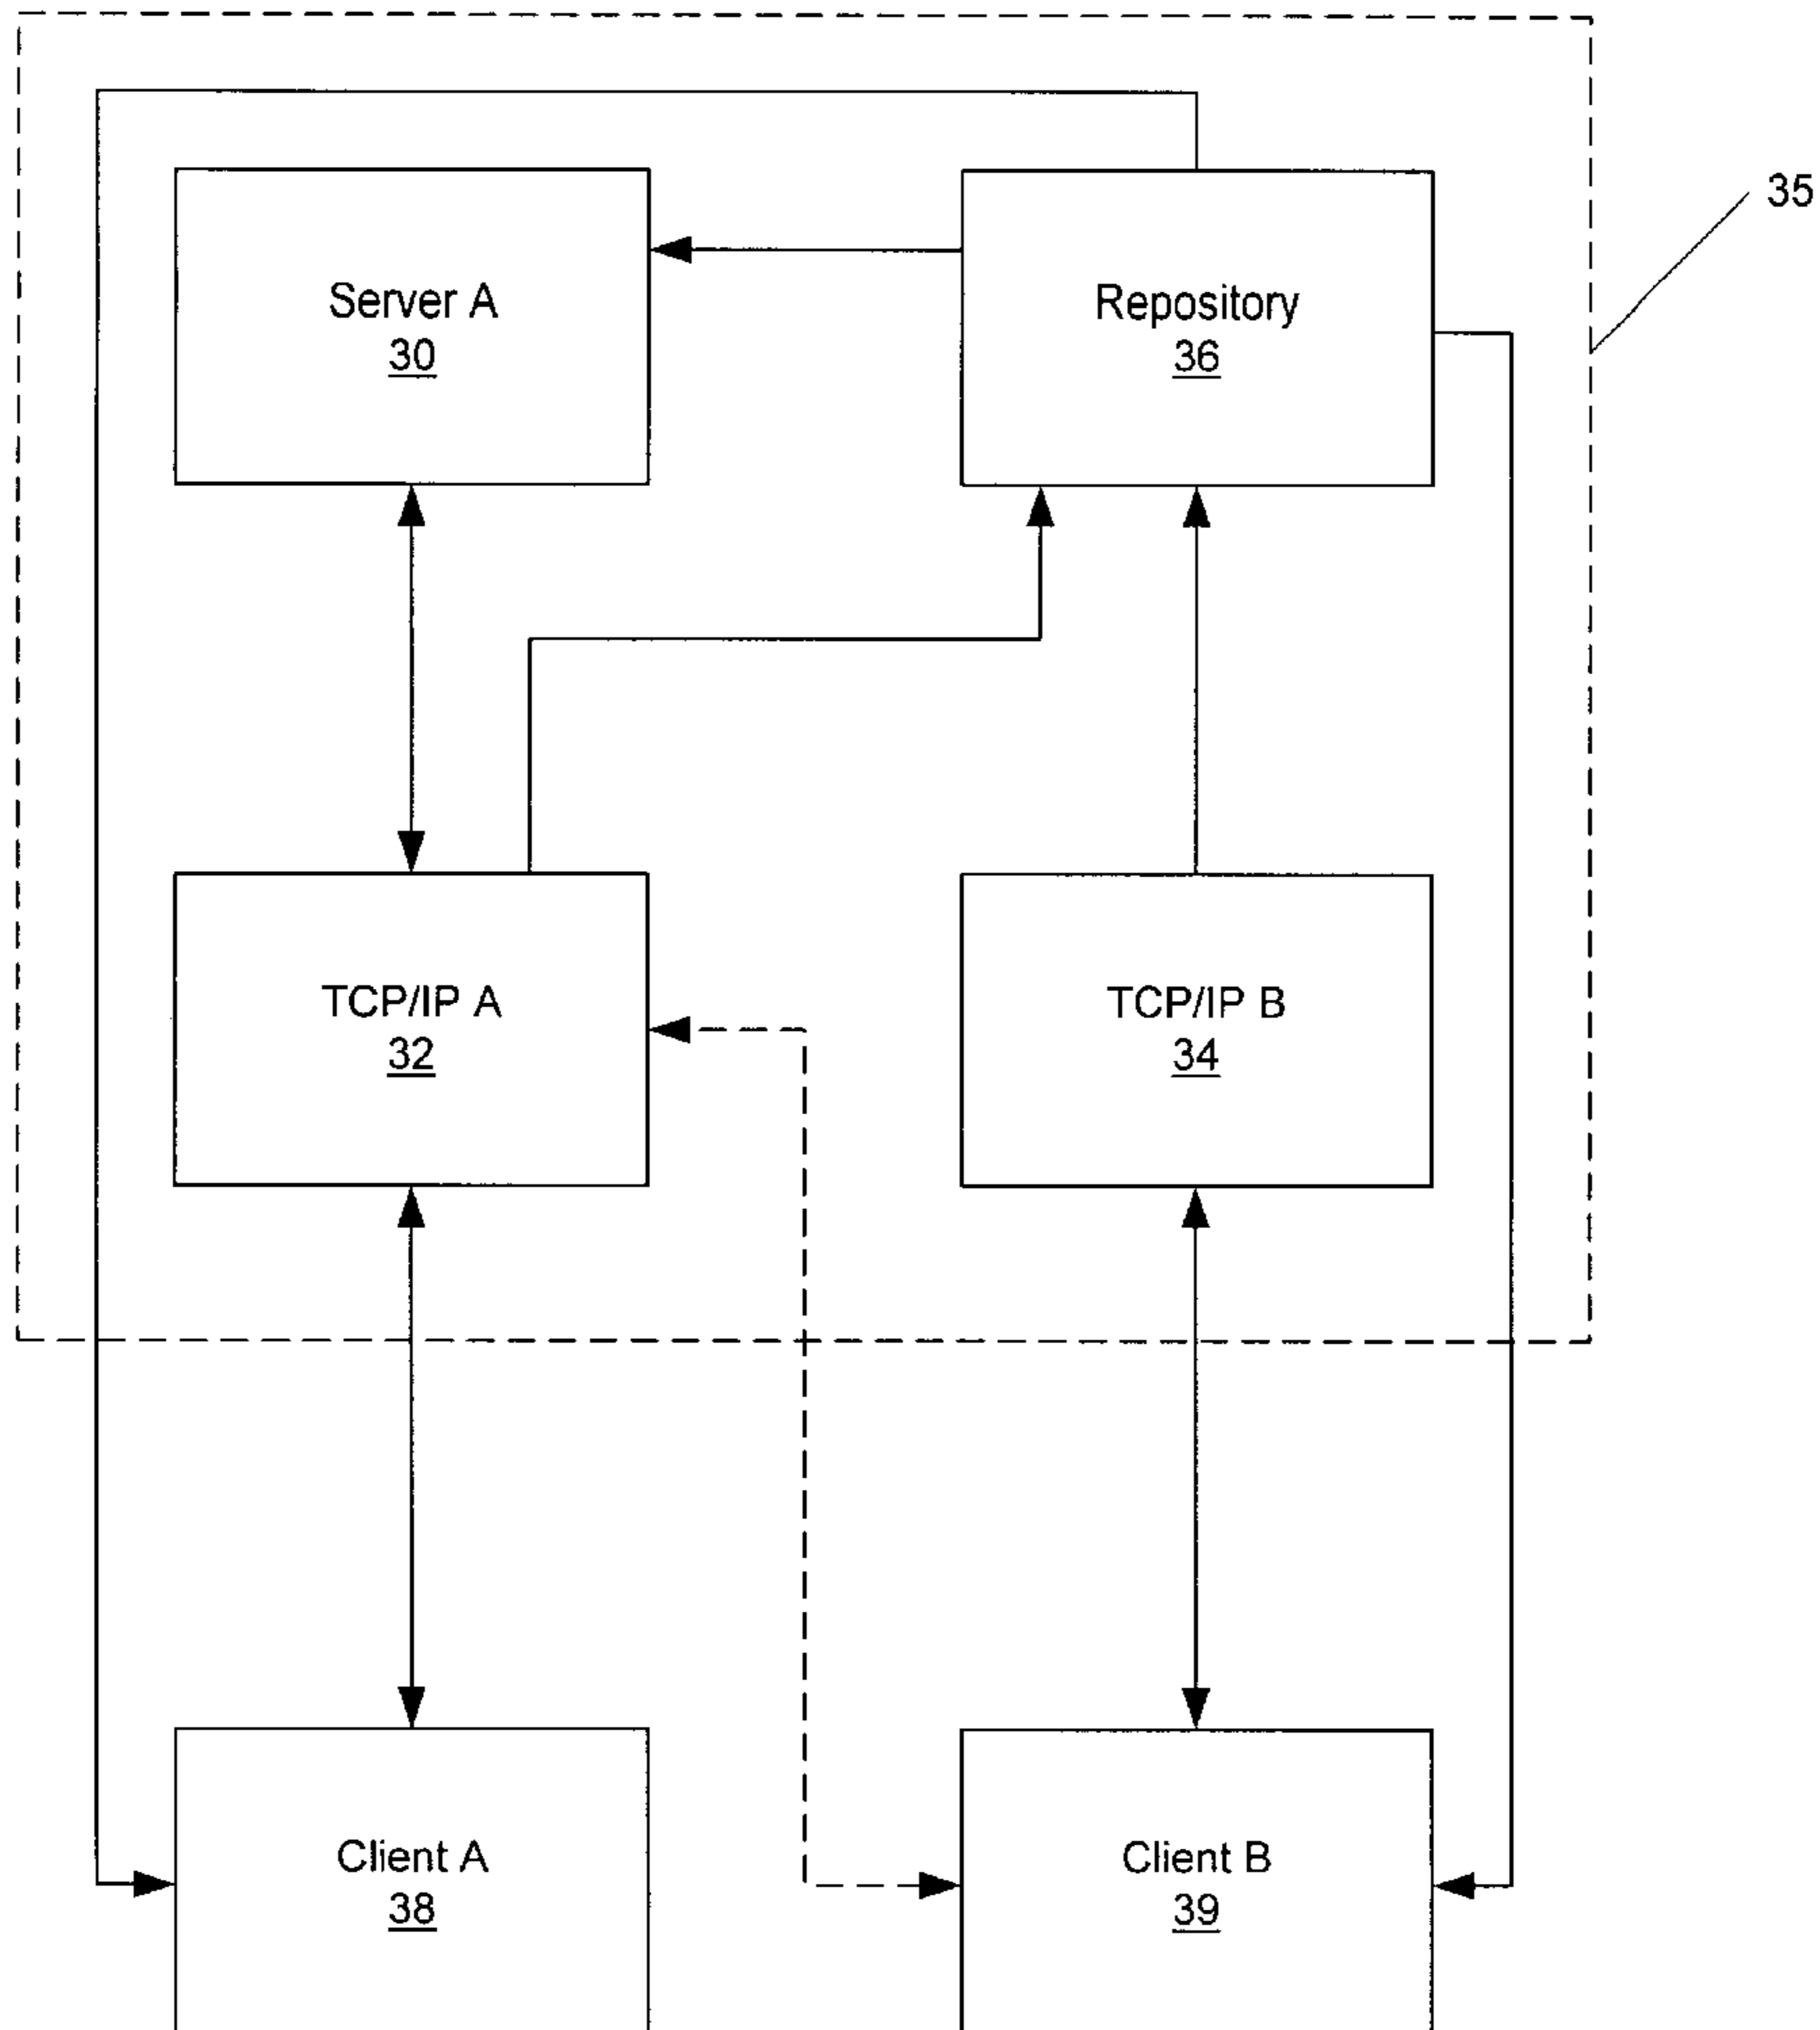 35
Server A
30
Repository
36
TCP/IP A
32
TCP/IP B
34
Client A
38
Client B
39